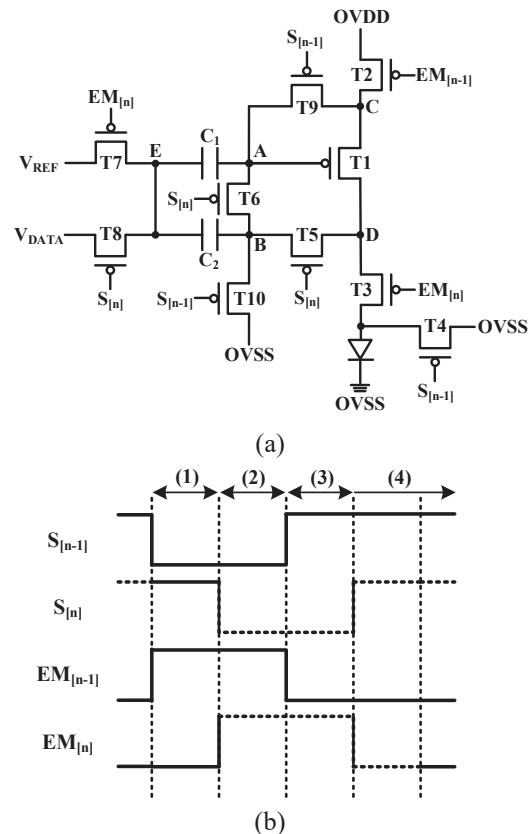 OVDD
S[n-1]
T2
EM[n-1]
T9
C
EM[n]
C1
E
A
T1
VREF
T7
T6
S[n]
VDATA
T8
C2
B
T5
D
S[n]
S[n-1]
T10
S[n]
T3
EM[n]
T4
OVSS
OVSS
S[n-1]
OVSS
(a)
(1) (2) (3) (4)
S[n-1]
S[n]
EM[n-1]
EM[n]
(b)